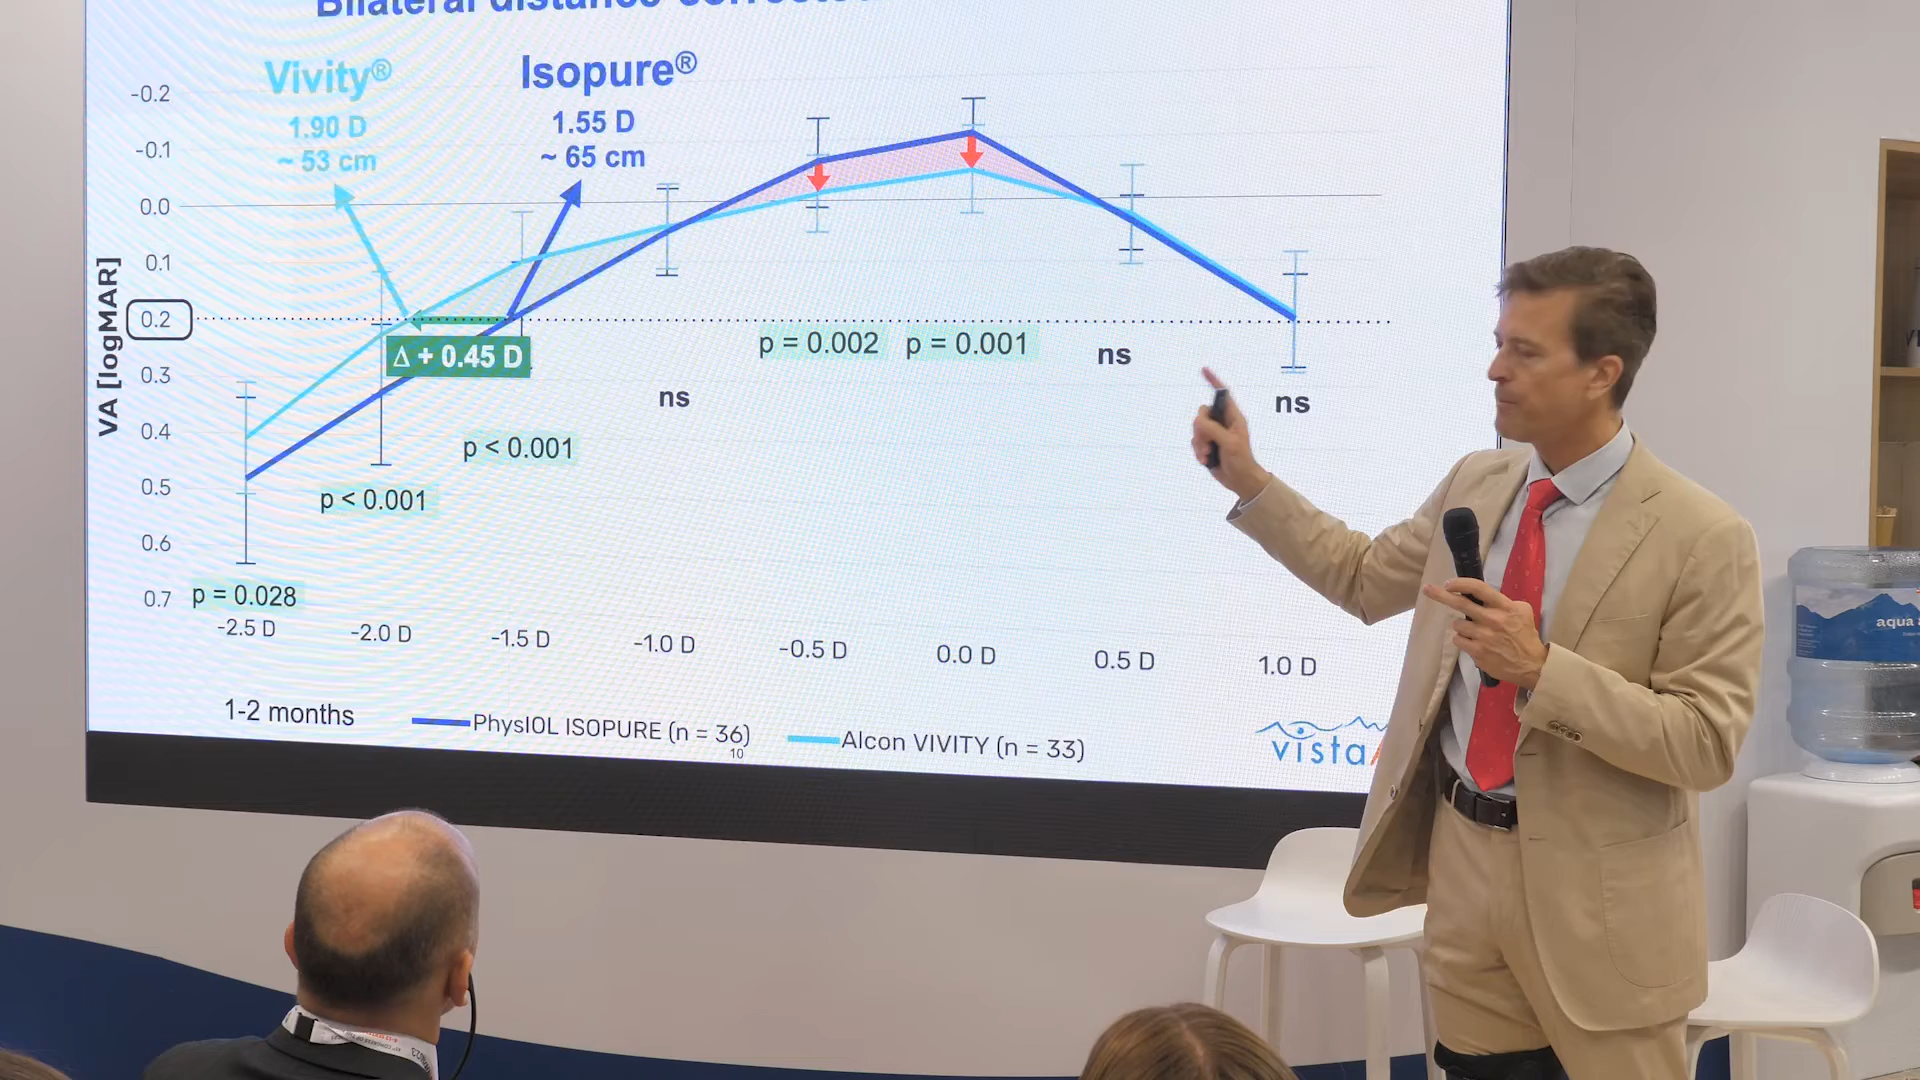 Bilateral distance
Vivity®
1.90 D
~ 53 cm
Isopure®
1.55 D
~ 65 cm
-0.2
-0.1
0.0
0.1
0.2
0.3
0.4
0.5
0.6
0.7
VA [logMAR]
Δ + 0.45 D
p = 0.028
p < 0.001
p < 0.001
ns
p = 0.002
p = 0.001
ns
ns
-2.5 D
-2.0 D
-1.5 D
-1.0 D
-0.5 D
0.0 D
0.5 D
1.0 D
1-2 months
PhysIOL ISOPURE (n = 36)
Alcon VIVITY (n = 33)
10
vista
aqua